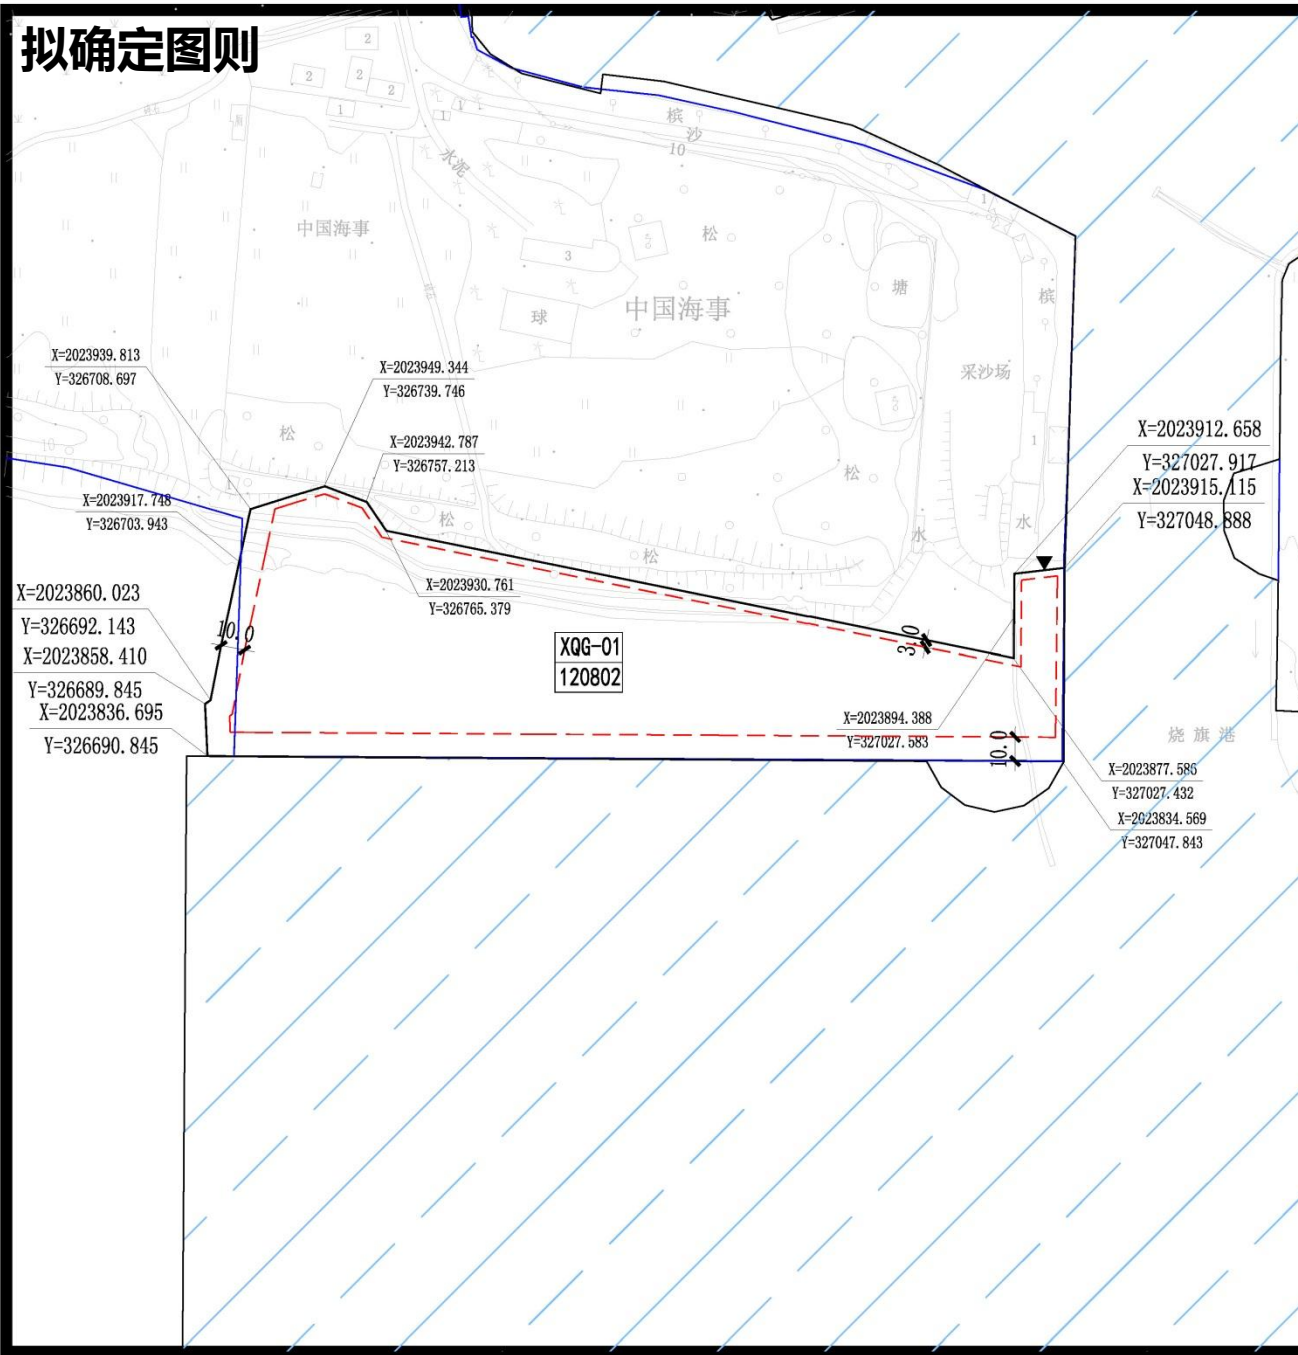 拟确定图则
2
2
2
2
1
1
1
槟
沙
10
水泥
中国海事
松
1
3
中国海事
塘
槟
球
采沙场
X=2023939.813
Y=326708.697
X=2023949.344
Y=326739.746
X=2023942.787
Y=326757.213
X=2023912.658
Y=327027.917
X=2023915.115
Y=327048.888
松
松
1
10
1
X=2023917.748
Y=326703.943
松
水
水
松
X=2023930.761
Y=326765.379
X=2023860.023
Y=326692.143
X=2023858.410
Y=326689.845
X=2023836.695
Y=326690.845
10.0
3.0
XQG-01
120802
X=2023894.388
Y=327027.583
10.0
烧旗港
X=2023877.586
Y=327027.432
X=2023834.569
Y=327047.843